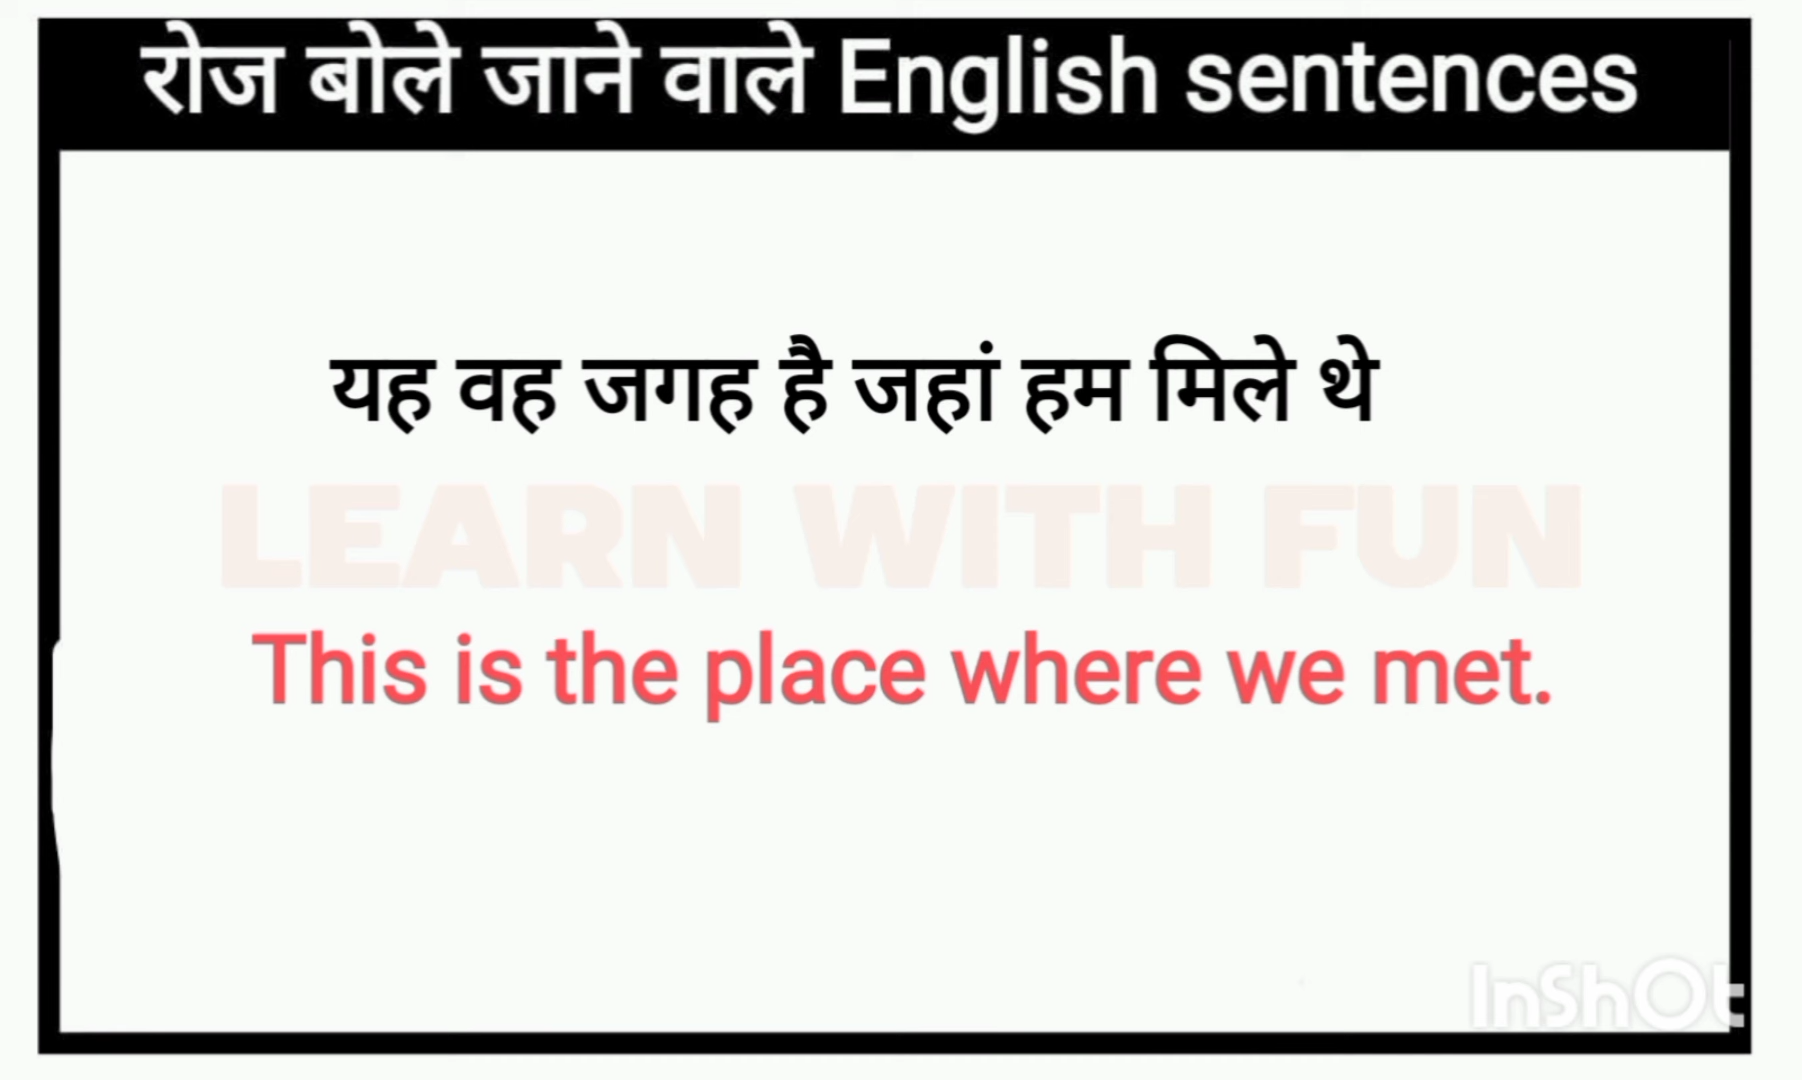 रोज बोले जाने वाले English sentences
यह वह जगह है जहां हम मिले थे
LEARN WITH FUN
This is the place where we met.
InShOt